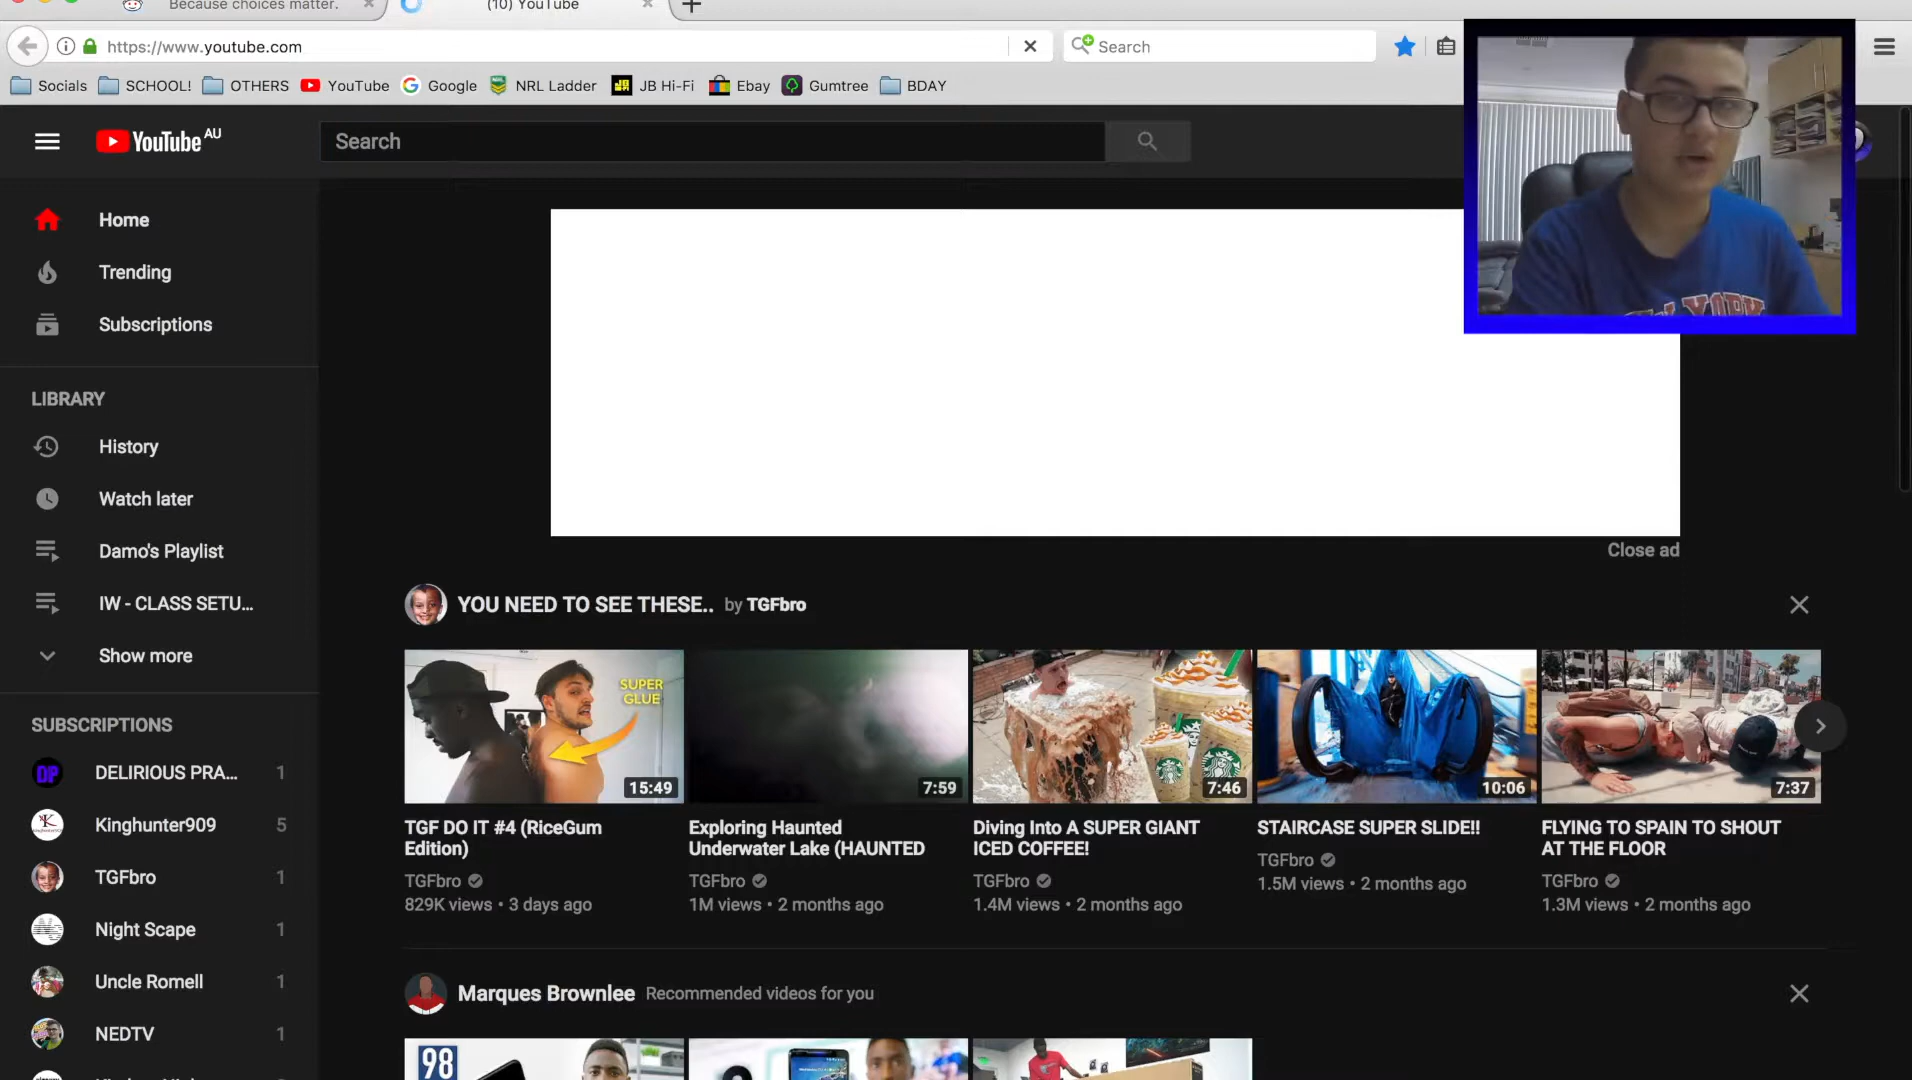 Because choices matter.
(10) YouTube
https://www.youtube.com
Search
Socials SCHOOL! OTHERS YouTube Google NRL Ladder JB Hi-Fi Ebay Gumtree BDAY
YouTube AU
Search
Home
Trending
Subscriptions
LIBRARY
History
Watch later
Damo's Playlist
IW - CLASS SETU...
Show more
SUBSCRIPTIONS
DELIRIOUS PRA... 1
Kinghunter909 5
TGFbro 1
Night Scape 1
Uncle Romell 1
NEDTV 1
Close ad
YOU NEED TO SEE THESE.. by TGFbro
SUPER
GLUE
15:49
7:59
7:46
10:06
7:37
TGF DO IT #4 (RiceGum
Edition)
TGFbro
829K views • 3 days ago
Exploring Haunted
Underwater Lake (HAUNTED
TGFbro
1M views • 2 months ago
Diving Into A SUPER GIANT
ICED COFFEE!
TGFbro
1.4M views • 2 months ago
STAIRCASE SUPER SLIDE!!
TGFbro
1.5M views • 2 months ago
FLYING TO SPAIN TO SHOUT
AT THE FLOOR
TGFbro
1.3M views • 2 months ago
Marques Brownlee Recommended videos for you
98